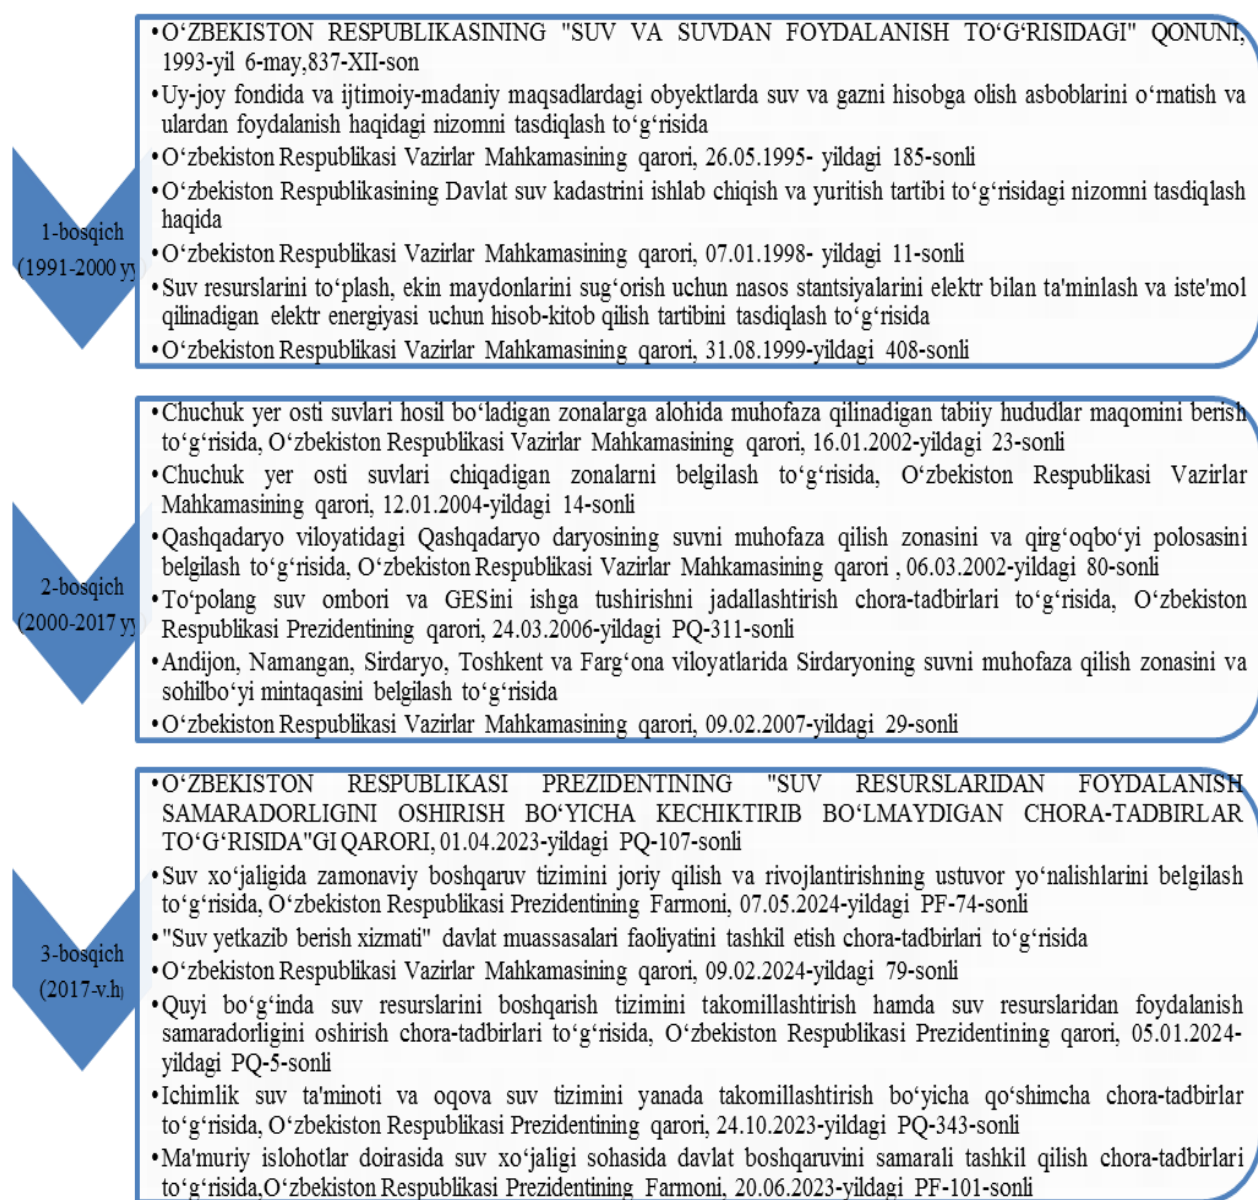 1-bosqich
(1991-2000 yy)
•O‘ZBEKISTON RESPUBLIKASINING "SUV VA SUVDAN FOYDALANISH TO‘G‘RISIDAGI" QONUNI,
1993-yil 6-may,837-XII-son
•Uy-joy fondida va ijtimoiy-madaniy maqsadlardagi obyektlarda suv va gazni hisobga olish asboblarini o‘rnatish va
ulardan foydalanish haqidagi nizomni tasdiqlash to‘g‘risida
•O‘zbekiston Respublikasi Vazirlar Mahkamasining qarori, 26.05.1995- yildagi 185-sonli
•O‘zbekiston Respublikasining Davlat suv kadastrini ishlab chiqish va yuritish tartibi to‘g‘risidagi nizomni tasdiqlash
haqida
•O‘zbekiston Respublikasi Vazirlar Mahkamasining qarori, 07.01.1998- yildagi 11-sonli
•Suv resurslarini to‘plash, ekin maydonlarini sug‘orish uchun nasos stantsiyalarini elektr bilan ta'minlash va iste'mol
qilinadigan elektr energiyasi uchun hisob-kitob qilish tartibini tasdiqlash to‘g‘risida
•O‘zbekiston Respublikasi Vazirlar Mahkamasining qarori, 31.08.1999-yildagi 408-sonli
2-bosqich
(2000-2017 yy)
•Chuchuk yer osti suvlari hosil bo‘ladigan zonalarga alohida muhofaza qilinadigan tabiiy hududlar maqomini berish
to‘g‘risida, O‘zbekiston Respublikasi Vazirlar Mahkamasining qarori, 16.01.2002-yildagi 23-sonli
•Chuchuk yer osti suvlari chiqadigan zonalarni belgilash to‘g‘risida, O‘zbekiston Respublikasi Vazirlar
Mahkamasining qarori, 12.01.2004-yildagi 14-sonli
•Qashqadaryo viloyatidagi Qashqadaryo daryosining suvni muhofaza qilish zonasini va qirg‘oqbo‘yi polosasini
belgilash to‘g‘risida, O‘zbekiston Respublikasi Vazirlar Mahkamasining qarori , 06.03.2002-yildagi 80-sonli
•To‘polang suv ombori va GESini ishga tushirishni jadallashtirish chora-tadbirlari to‘g‘risida, O‘zbekiston
Respublikasi Prezidentining qarori, 24.03.2006-yildagi PQ-311-sonli
•Andijon, Namangan, Sirdaryo, Toshkent va Farg‘ona viloyatlarida Sirdaryoning suvni muhofaza qilish zonasini va
sohilbo‘yi mintaqasini belgilash to‘g‘risida
•O‘zbekiston Respublikasi Vazirlar Mahkamasining qarori, 09.02.2007-yildagi 29-sonli
3-bosqich
(2017-v.h)
•O‘ZBEKISTON RESPUBLIKASI PREZIDENTINING "SUV RESURSLARIDAN FOYDALANISH
SAMARADORLIGINI OSHIRISH BO‘YICHA KECHIKTIRIB BO‘LMAYDIGAN CHORA-TADBIRLAR
TO‘G‘RISIDA"GI QARORI, 01.04.2023-yildagi PQ-107-sonli
•Suv xo‘jaligida zamonaviy boshqaruv tizimini joriy qilish va rivojlantirishning ustuvor yo‘nalishlarini belgilash
to‘g‘risida, O‘zbekiston Respublikasi Prezidentining Farmoni, 07.05.2024-yildagi PF-74-sonli
•"Suv yetkazib berish xizmati" davlat muassasalari faoliyatini tashkil etish chora-tadbirlari to‘g‘risida
•O‘zbekiston Respublikasi Vazirlar Mahkamasining qarori, 09.02.2024-yildagi 79-sonli
•Quyi bo‘g‘inda suv resurslarini boshqarish tizimini takomillashtirish hamda suv resurslaridan foydalanish
samaradorligini oshirish chora-tadbirlari to‘g‘risida, O‘zbekiston Respublikasi Prezidentining qarori, 05.01.2024-
yildagi PQ-5-sonli
•Ichimlik suv ta'minoti va oqova suv tizimini yanada takomillashtirish bo‘yicha qo‘shimcha chora-tadbirlar
to‘g‘risida, O‘zbekiston Respublikasi Prezidentining qarori, 24.10.2023-yildagi PQ-343-sonli
•Ma'muriy islohotlar doirasida suv xo‘jaligi sohasida davlat boshqaruvini samarali tashkil qilish chora-tadbirlari
to‘g‘risida,O‘zbekiston Respublikasi Prezidentining Farmoni, 20.06.2023-yildagi PF-101-sonli